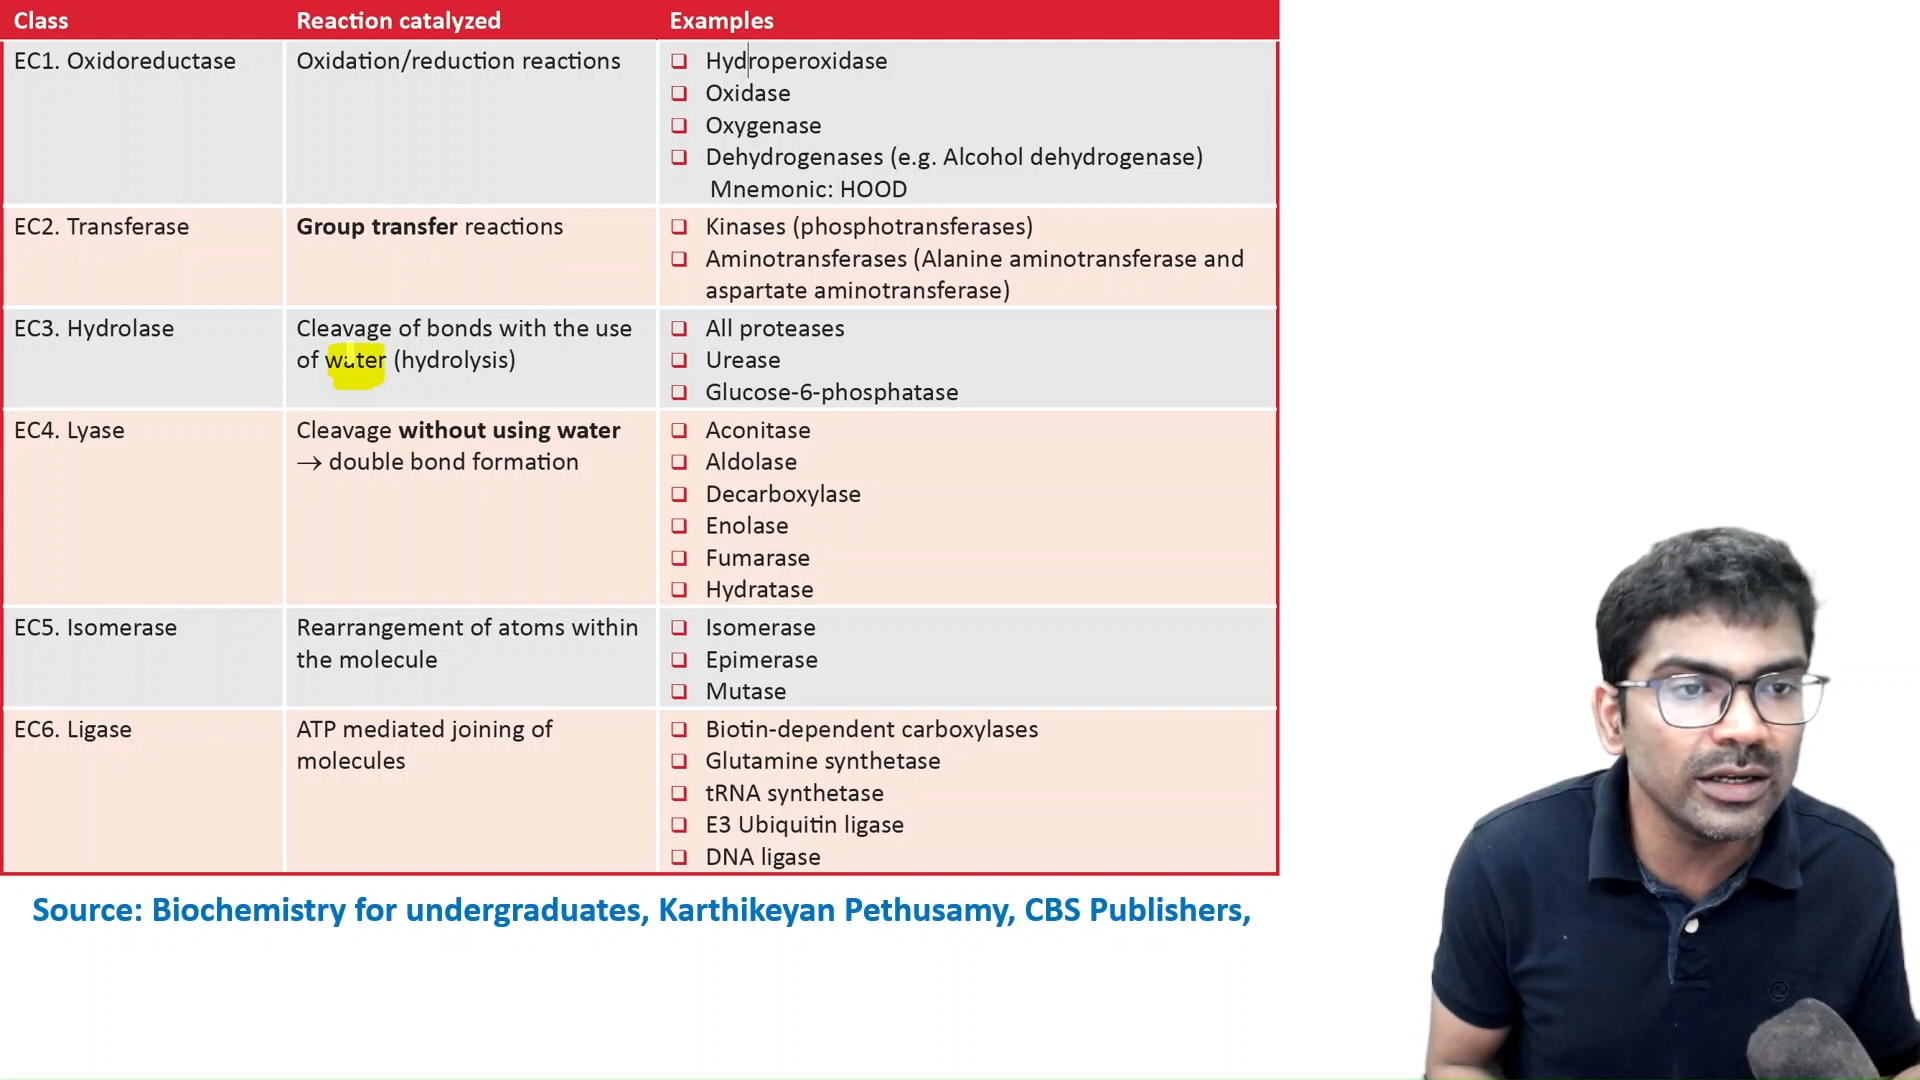 Class Reaction catalyzed Examples
EC1. Oxidoreductase Oxidation/reduction reactions ❑ Hydroperoxidase
❑ Oxidase
❑ Oxygenase
❑ Dehydrogenases (e.g. Alcohol dehydrogenase)
Mnemonic: HOOD
EC2. Transferase Group transfer reactions ❑ Kinases (phosphotransferases)
❑ Aminotransferases (Alanine aminotransferase and
aspartate aminotransferase)
EC3. Hydrolase Cleavage of bonds with the use ❑ All proteases
of water (hydrolysis) ❑ Urease
❑ Glucose-6-phosphatase
EC4. Lyase Cleavage without using water ❑ Aconitase
→ double bond formation ❑ Aldolase
❑ Decarboxylase
❑ Enolase
❑ Fumarase
❑ Hydratase
EC5. Isomerase Rearrangement of atoms within ❑ Isomerase
the molecule ❑ Epimerase
❑ Mutase
EC6. Ligase ATP mediated joining of ❑ Biotin-dependent carboxylases
molecules ❑ Glutamine synthetase
❑ tRNA synthetase
❑ E3 Ubiquitin ligase
❑ DNA ligase
Source: Biochemistry for undergraduates, Karthikeyan Pethusamy, CBS Publishers,